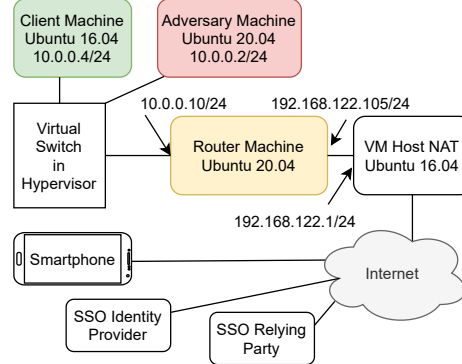 Client Machine
Ubuntu 16.04
10.0.0.4/24
Adversary Machine
Ubuntu 20.04
10.0.0.2/24
10.0.0.10/24
192.168.122.105/24
Virtual
Switch
in
Hypervisor
Router Machine
Ubuntu 20.04
VM Host NAT
Ubuntu 16.04
192.168.122.1/24
Smartphone
Internet
SSO Identity
Provider
SSO Relying
Party